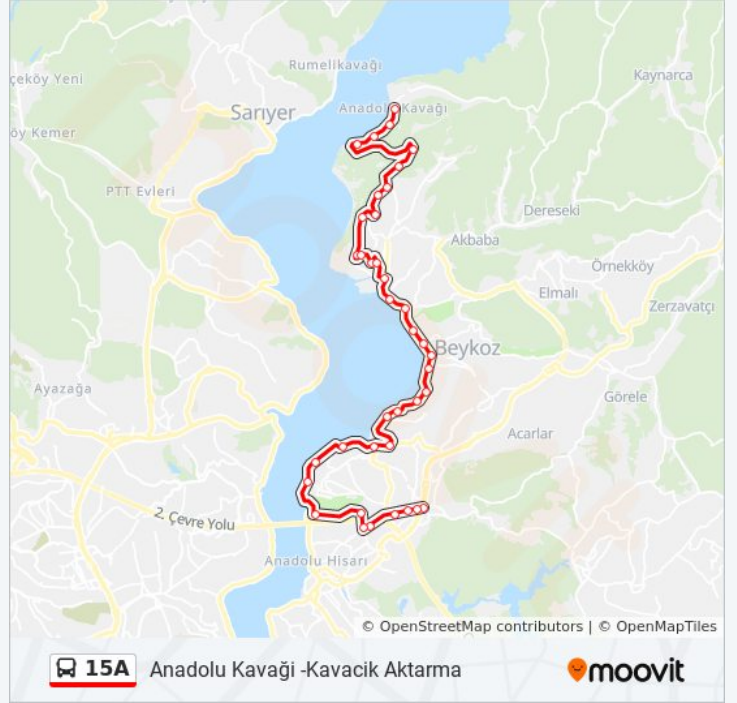 Rumelikavağı
Kaynarca
çeköy Yeni
Sarıyer
Anadolu Kavağı
öy Kemer
PTT Evleri
Dereseki
Akbaba
Örnekköy
Elmalı
Zerzavatçı
Beykoz
Ayazağa
Görele
Acarlar
2. Çevre Yolu
Anadolu Hisarı
© OpenStreetMap contributors | © OpenMapTiles
15A Anadolu Kavaği -Kavacik Aktarma moovit